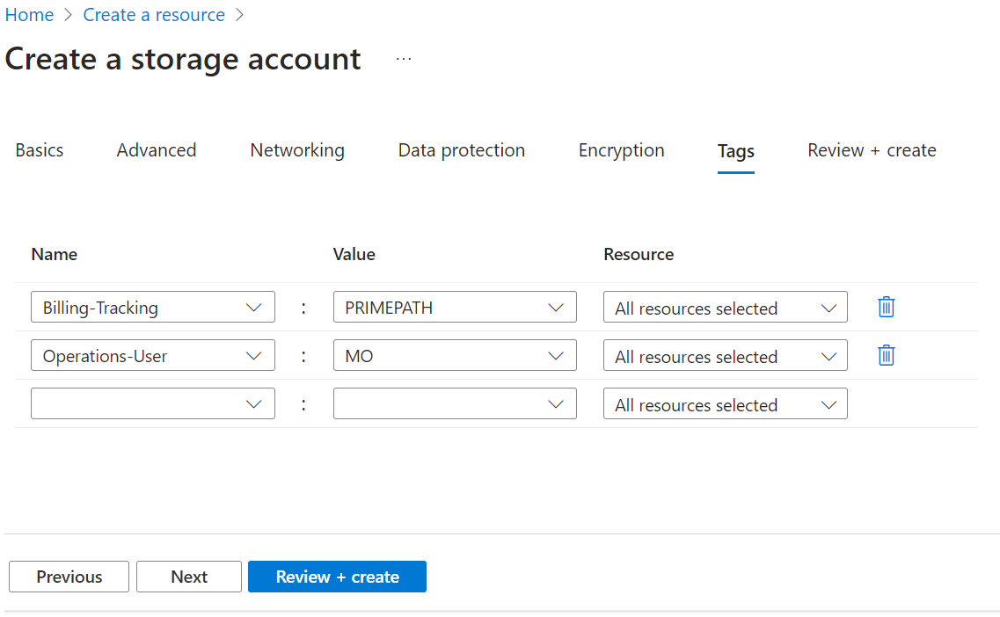 Home > Create a resource >
Create a storage account ...
Basics Advanced Networking Data protection Encryption Tags Review + create
Name Value Resource
Billing-Tracking : PRIMEPATH All resources selected
Operations-User : MO All resources selected
: All resources selected
Previous Next Review + create